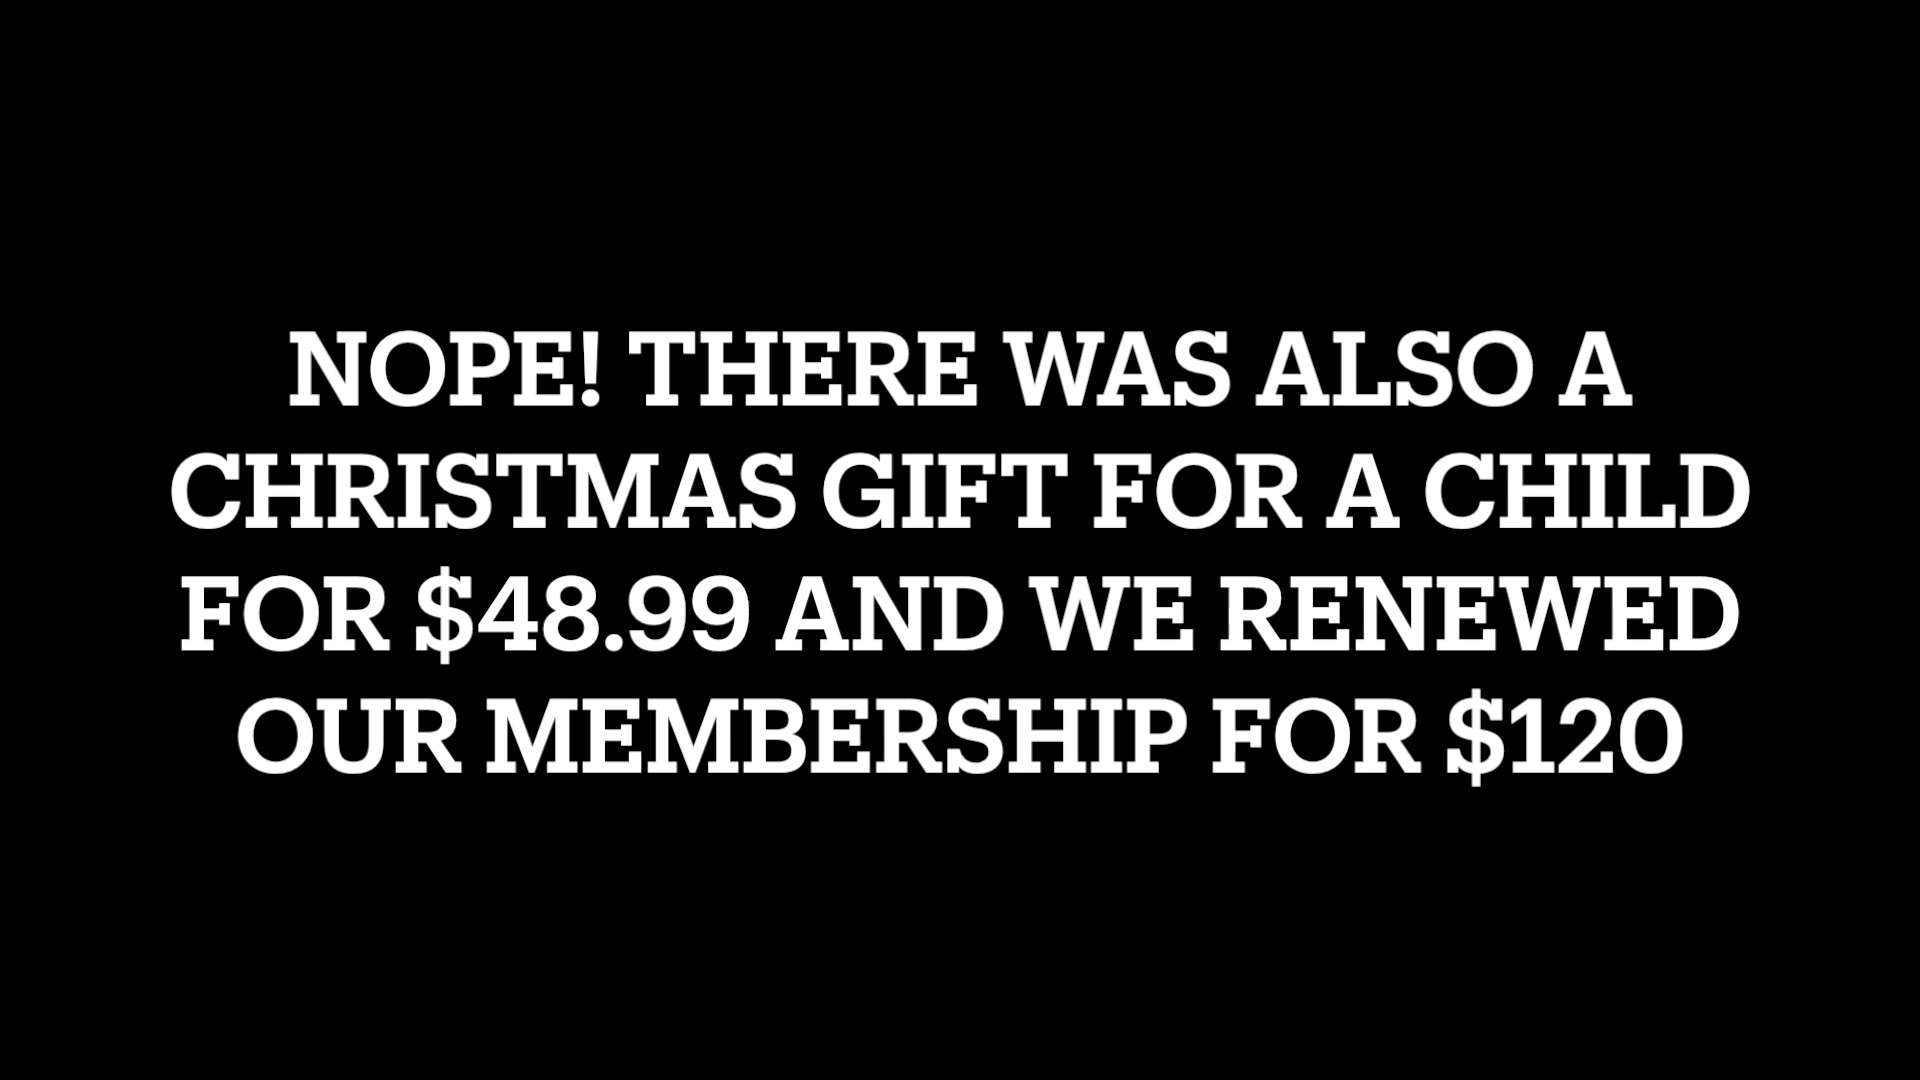 NOPE! THERE WAS ALSO A
CHRISTMAS GIFT FOR A CHILD
FOR $48.99 AND WE RENEWED
OUR MEMBERSHIP FOR $120